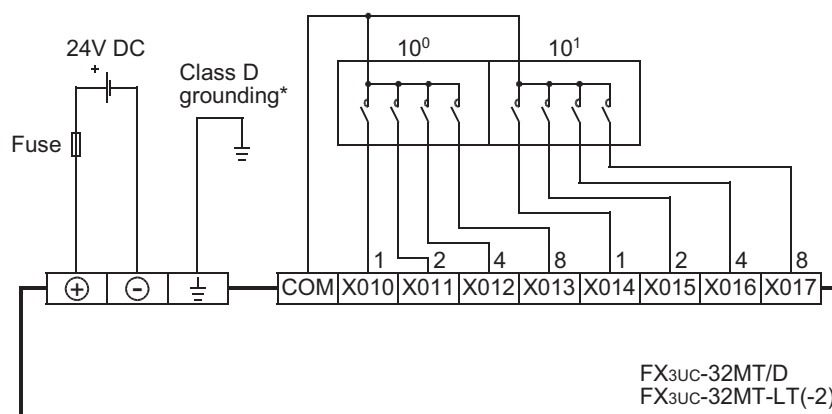 24V DC
+
Class D
grounding*
Fuse
10⁰ 10¹
1 2 4 8 1 2 4 8
+ - COM X010 X011 X012 X013 X014 X015 X016 X017
FX3UC-32MT/D
FX3UC-32MT-LT(-2)